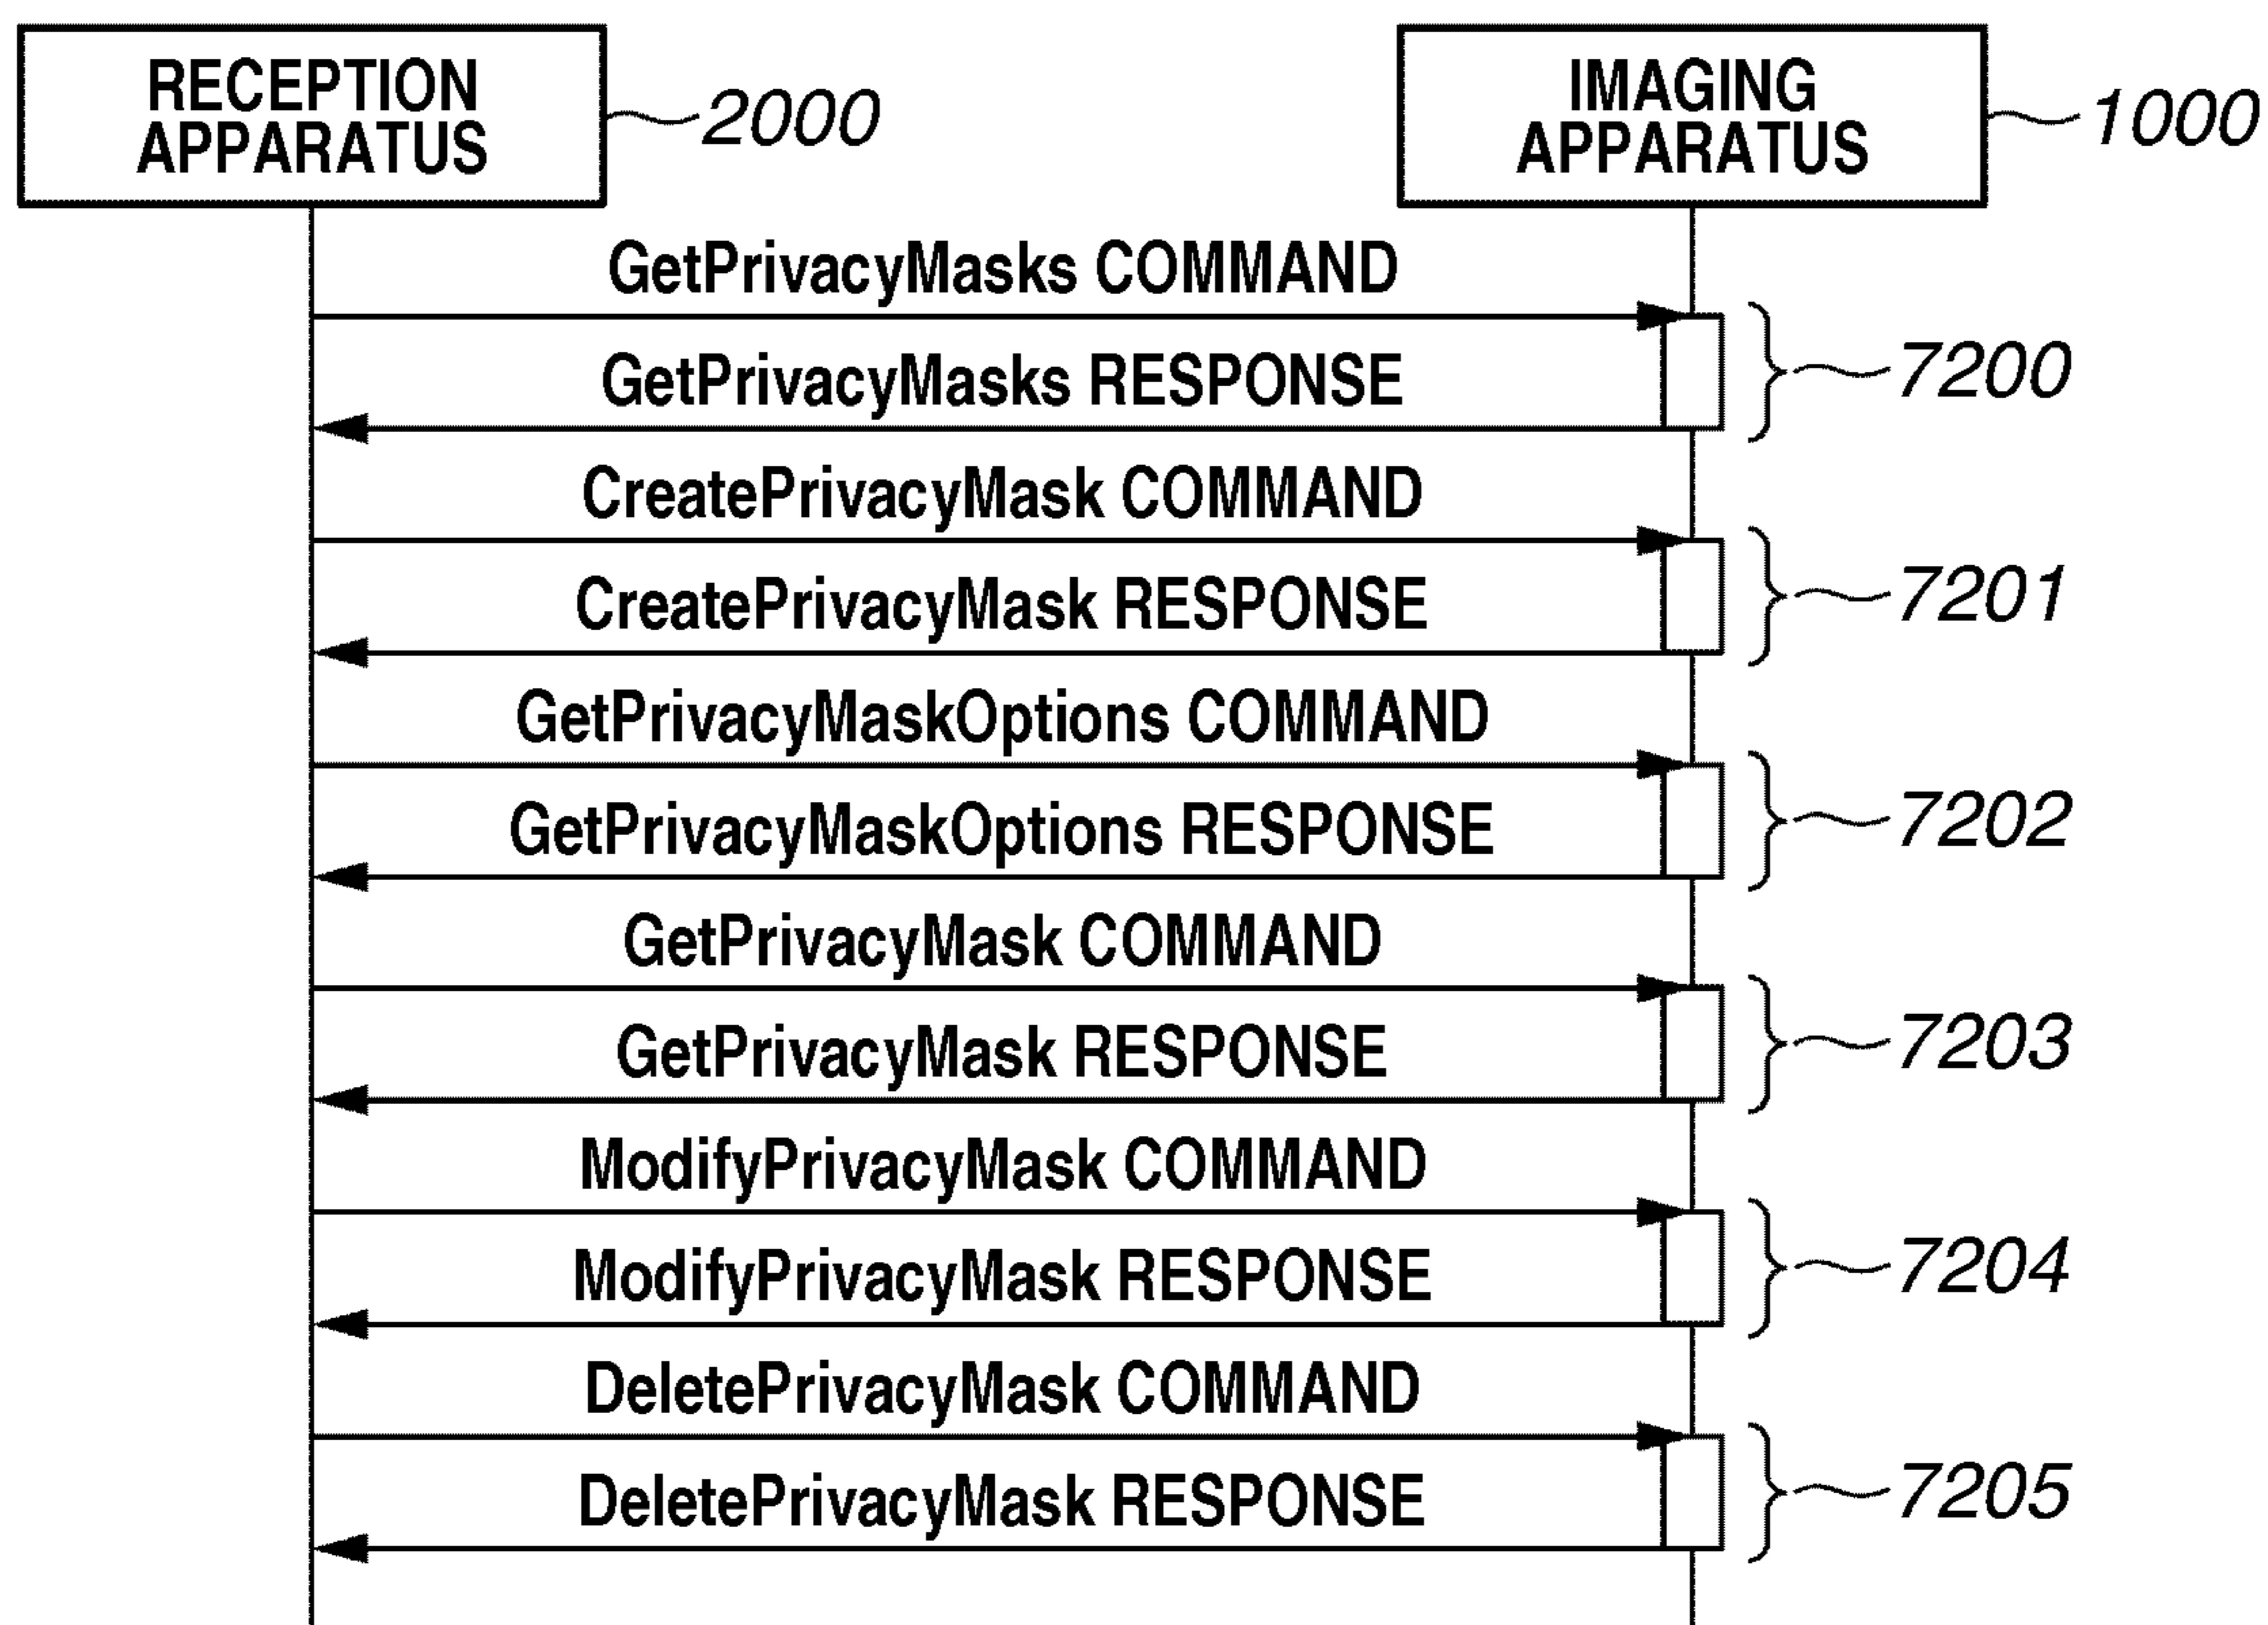 RECEPTION
APPARATUS
2000
IMAGING
APPARATUS
1000
GetPrivacyMasks COMMAND
GetPrivacyMasks RESPONSE
7200
CreatePrivacyMask COMMAND
CreatePrivacyMask RESPONSE
7201
GetPrivacyMaskOptions COMMAND
GetPrivacyMaskOptions RESPONSE
7202
GetPrivacyMask COMMAND
GetPrivacyMask RESPONSE
7203
ModifyPrivacyMask COMMAND
ModifyPrivacyMask RESPONSE
7204
DeletePrivacyMask COMMAND
DeletePrivacyMask RESPONSE
7205